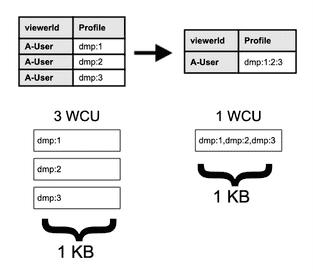 viewerId Profile
A-User dmp:1
A-User dmp:2
A-User dmp:3
viewerId Profile
A-User dmp:1:2:3
3 WCU
dmp:1
dmp:2
dmp:3
1 KB
1 WCU
dmp:1,dmp:2,dmp:3
1 KB